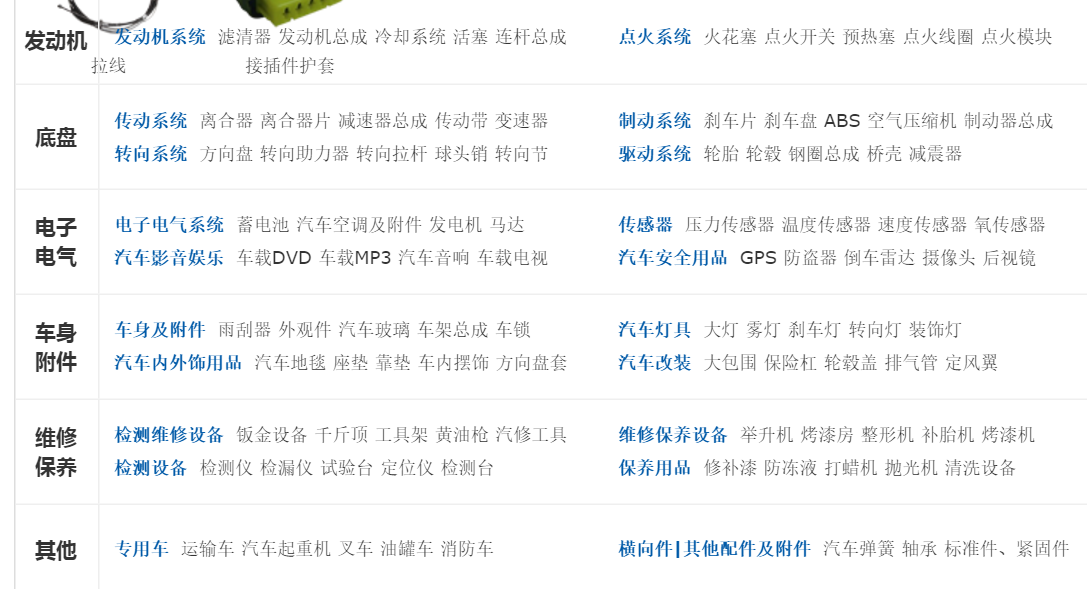 发动机 发动机系统 滤清器 发动机总成 冷却系统 活塞 连杆总成 点火系统 火花塞 点火开关 预热塞 点火线圈 点火模块
拉线 接插件护套
底盘
传动系统 离合器 离合器片 减速器总成 传动带 变速器 制动系统 刹车片 刹车盘 ABS 空气压缩机 制动器总成
转向系统 方向盘 转向助力器 转向拉杆 球头销 转向节 驱动系统 轮胎 轮毂 钢圈总成 桥壳 减震器
电子
电气
电子电气系统 蓄电池 汽车空调及附件 发电机 马达 传感器 压力传感器 温度传感器 速度传感器 氧传感器
汽车影音娱乐 车载DVD 车载MP3 汽车音响 车载电视 汽车安全用品 GPS 防盗器 倒车雷达 摄像头 后视镜
车身
附件
车身及附件 雨刮器 外观件 汽车玻璃 车架总成 车锁 汽车灯具 大灯 雾灯 刹车灯 转向灯 装饰灯
汽车内外饰用品 汽车地毯 座垫 靠垫 车内摆饰 方向盘套 汽车改装 大包围 保险杠 轮毂盖 排气管 定风翼
维修
保养
检测维修设备 钣金设备 千斤顶 工具架 黄油枪 汽修工具 维修保养设备 举升机 烤漆房 整形机 补胎机 烤漆机
检测设备 检测仪 检漏仪 试验台 定位仪 检测台 保养用品 修补漆 防冻液 打蜡机 抛光机 清洗设备
其他 专用车 运输车 汽车起重机 叉车 油罐车 消防车 横向件|其他配件及附件 汽车弹簧 轴承 标准件、紧固件